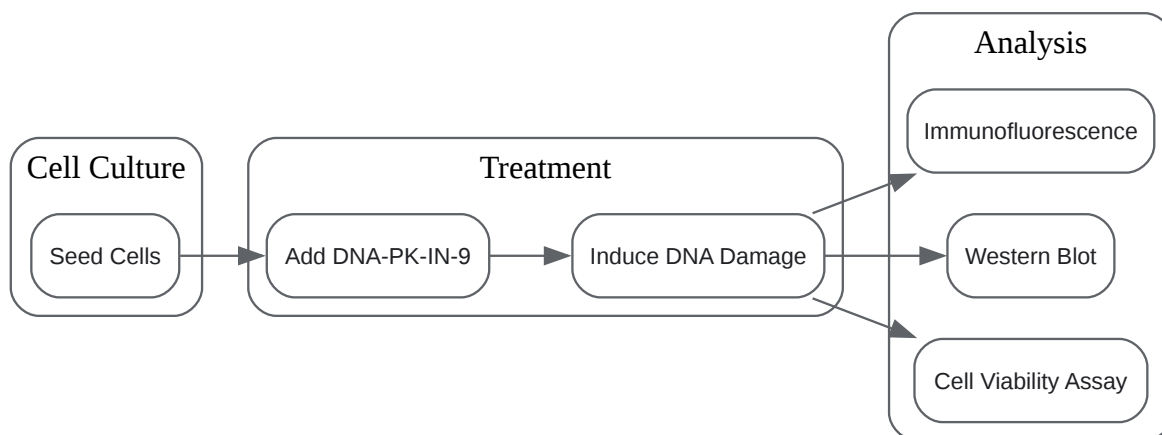 Cell Culture
Seed Cells
Treatment
Add DNA-PK-IN-9
Induce DNA Damage
Analysis
Immunofluorescence
Western Blot
Cell Viability Assay